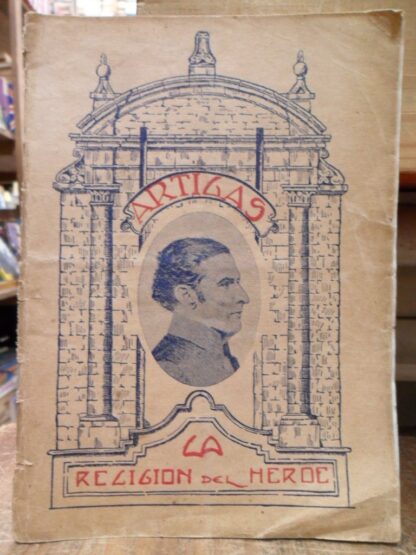 ARTIGAS
LA
RELIGION DEL HEROE